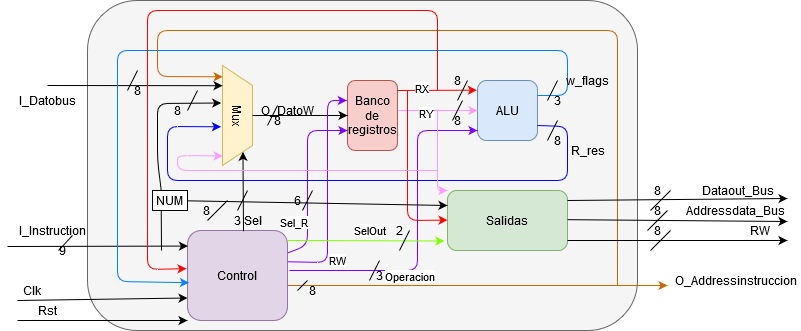 w_flags
8
RX
8
I_Datobus
8
8
O_DatoW
8
Mux
Banco
de
registros
RY
8
ALU
3
8
R_res
NUM
8
6
8
Dataout_Bus
3
Sel
Sel_R
Salidas
8
Addressdata_Bus
I_Instruction
9
SelOut
2
8
RW
Control
RW
3
Operacion
8
O_Addressinstruccion
Clk
Rst